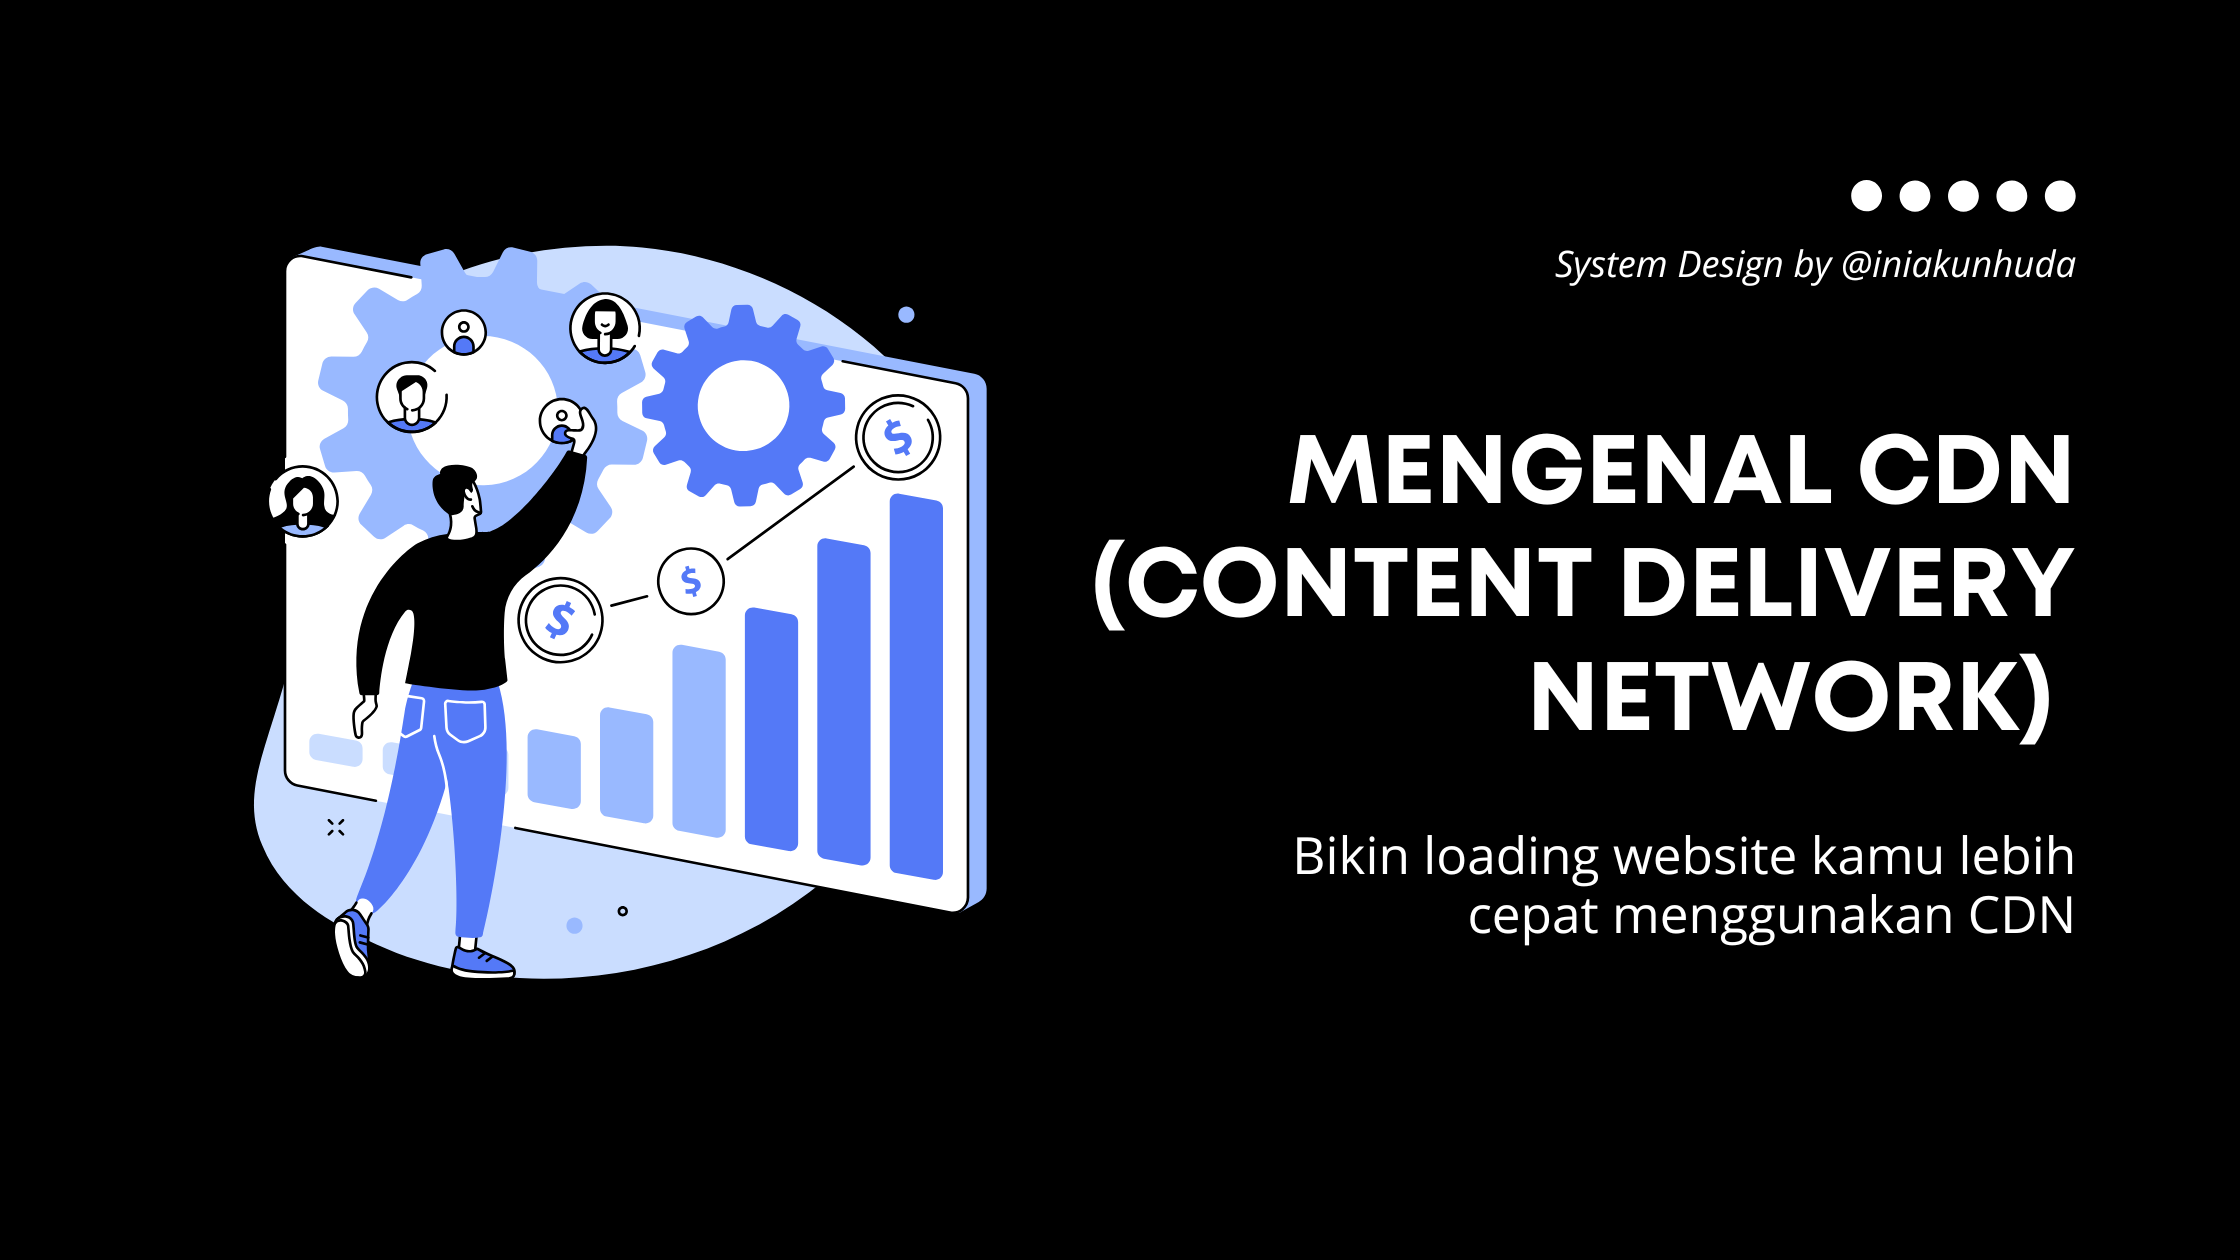 System Design by @iniakunhuda
MENGENAL CDN
(CONTENT DELIVERY
NETWORK)
Bikin loading website kamu lebih
cepat menggunakan CDN
$
$
$